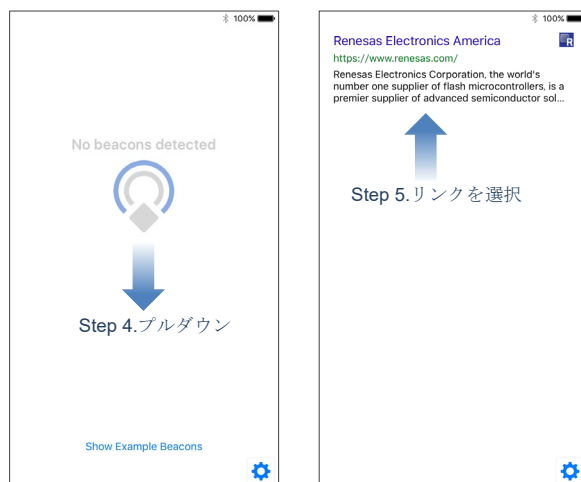 100%
No beacons detected
Step 4.プルダウン
Show Example Beacons
100%
Renesas Electronics America
R
https://www.renesas.com/
Renesas Electronics Corporation, the world's
number one supplier of flash microcontrollers, is a
premier supplier of advanced semiconductor sol...
Step 5.リンクを選択